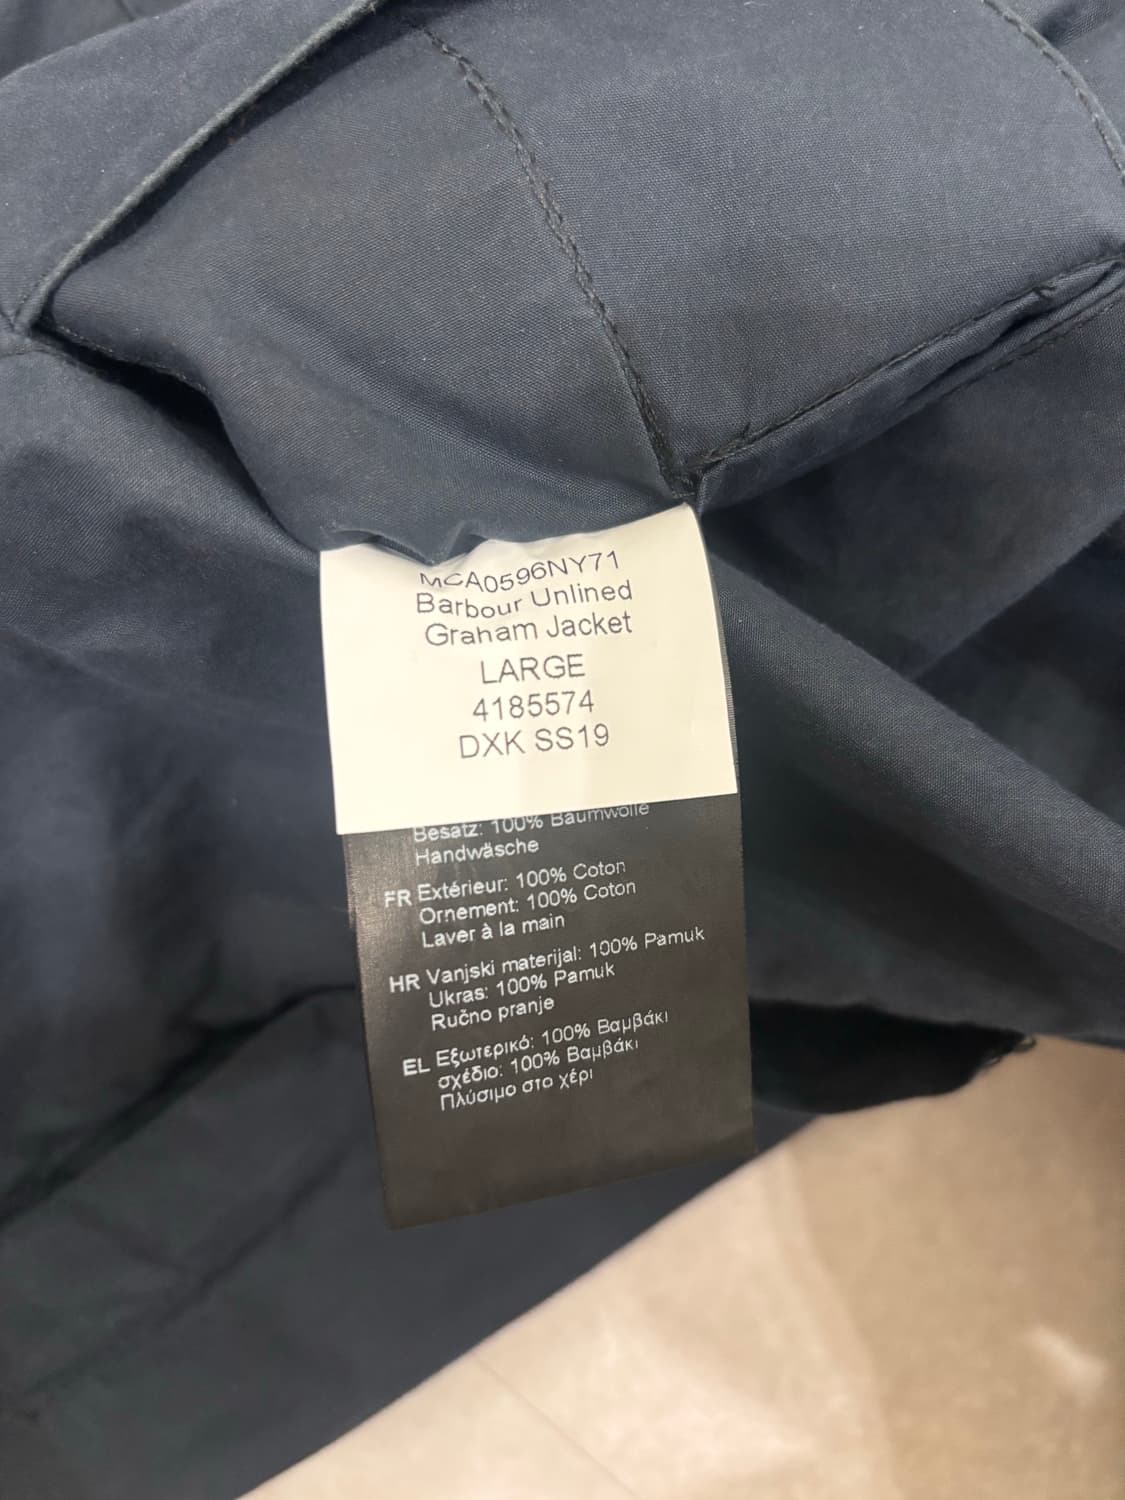 MCA0596NY71
Barbour Unlined
Graham Jacket
LARGE
4185574
DXK SS19
Besatz: 100% Baumwolle
Handwäsche
FR Extérieur: 100% Coton
Ornement: 100% Coton
Laver à la main
HR Vanjski materijal: 100% Pamuk
Ukras: 100% Pamuk
Ručno pranje
EL Εξωτερικό: 100% Βαμβάκι
σχέδιο: 100% Βαμβάκι
Πλύσιμο στο χέρι